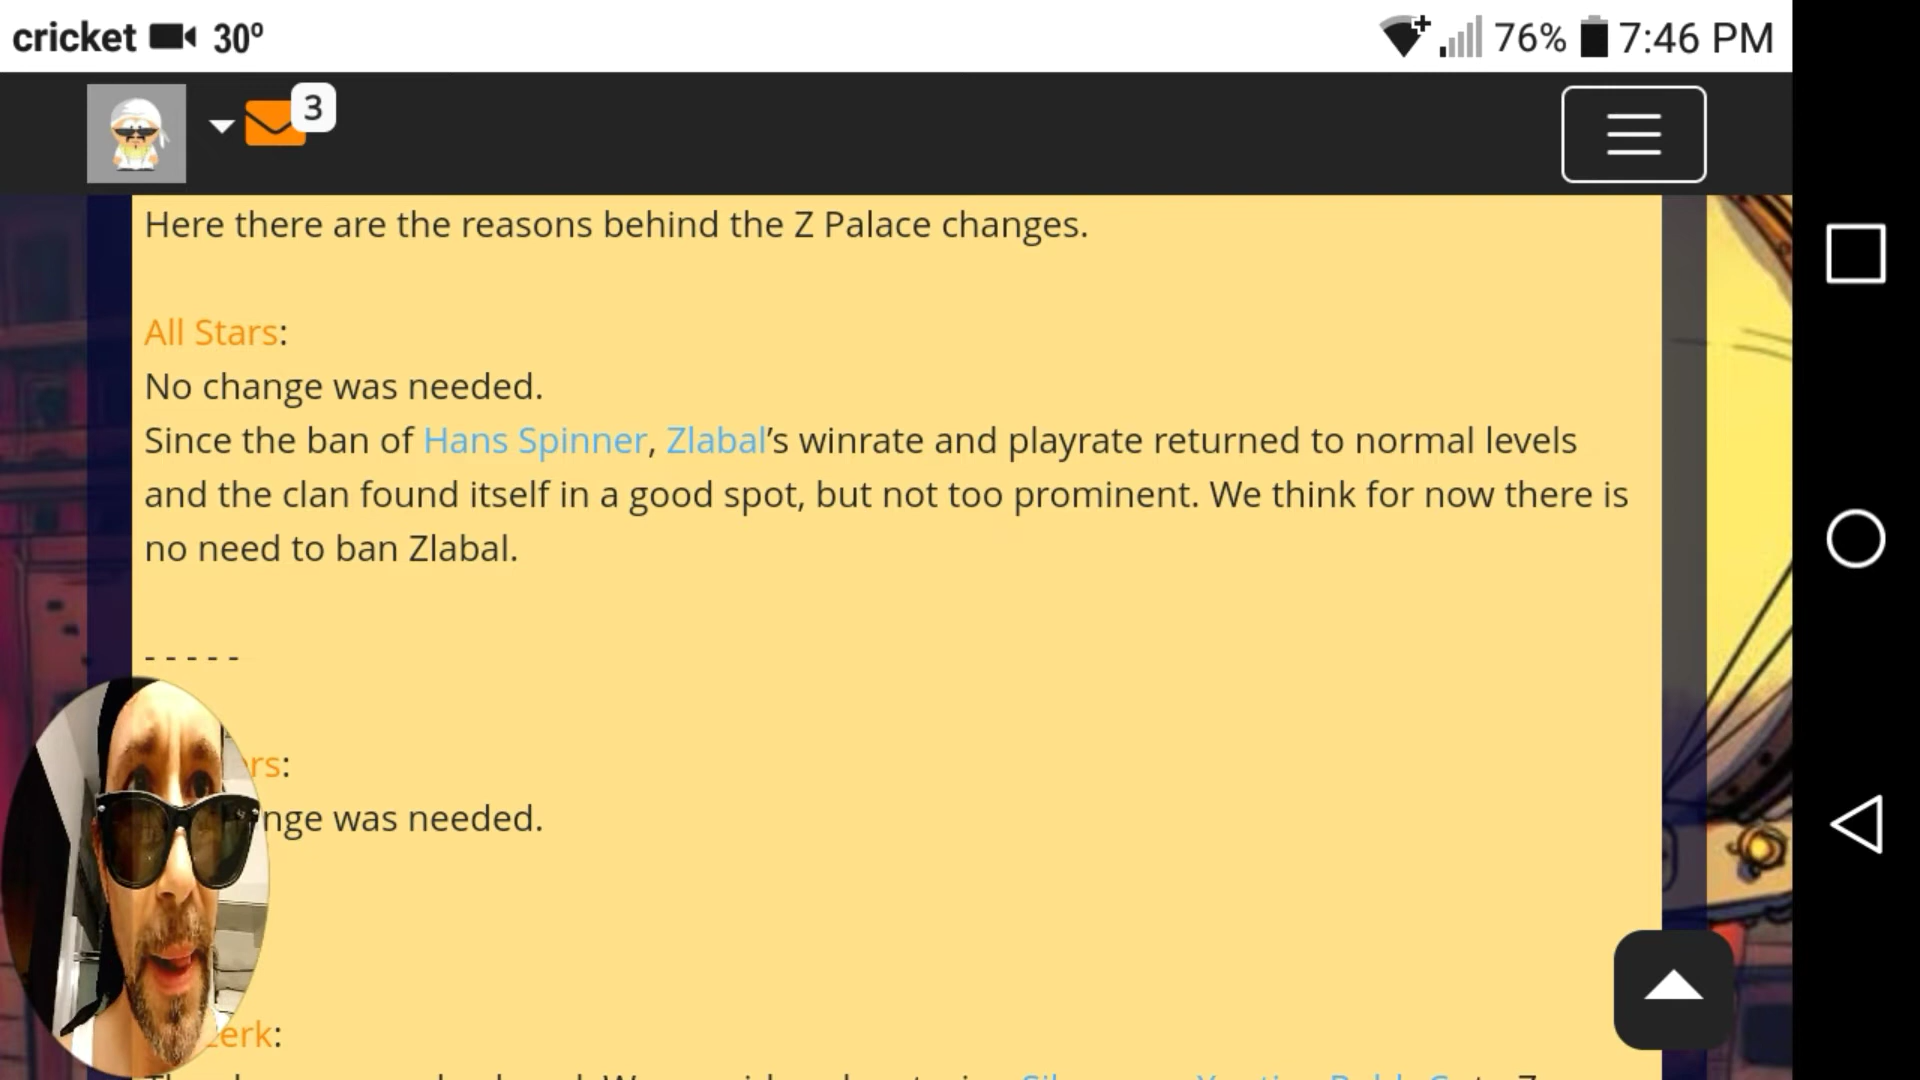 cricket 30º 76% 7:46 PM
3
Here there are the reasons behind the Z Palace changes.
All Stars:
No change was needed.
Since the ban of Hans Spinner, Zlabal’s winrate and playrate returned to normal levels
and the clan found itself in a good spot, but not too prominent. We think for now there is
no need to ban Zlabal.
- - - - -
rs:
nge was needed.
zerk: